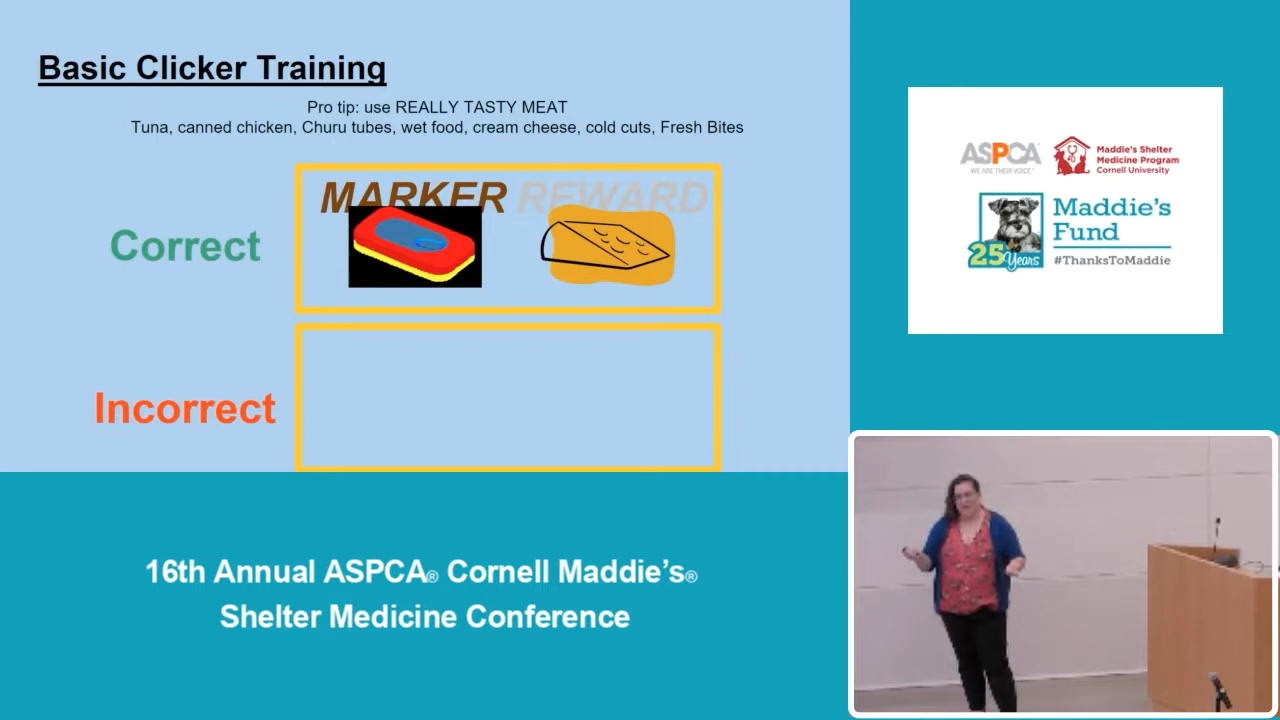 Basic Clicker Training
Pro tip: use REALLY TASTY MEAT
Tuna, canned chicken, Churu tubes, wet food, cream cheese, cold cuts, Fresh Bites
MARKER REWARD
Correct
Incorrect
ASPCA
WE ARE THEIR VOICE.®
Maddie's Shelter
Medicine Program
Cornell University
Maddie's
Fund
25 Years
#ThanksToMaddie
16th Annual ASPCA® Cornell Maddie's®
Shelter Medicine Conference